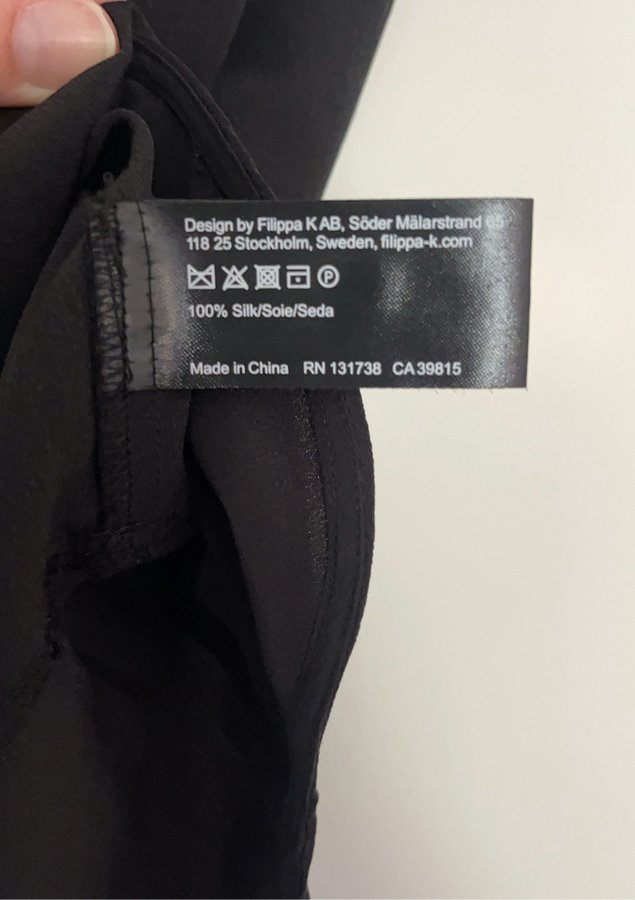 Design by Filippa K AB, Söder Mälarstrand 65
118 25 Stockholm, Sweden, filippa-k.com
P
100% Silk/Soie/Seda
Made in China RN 131738 CA 39815